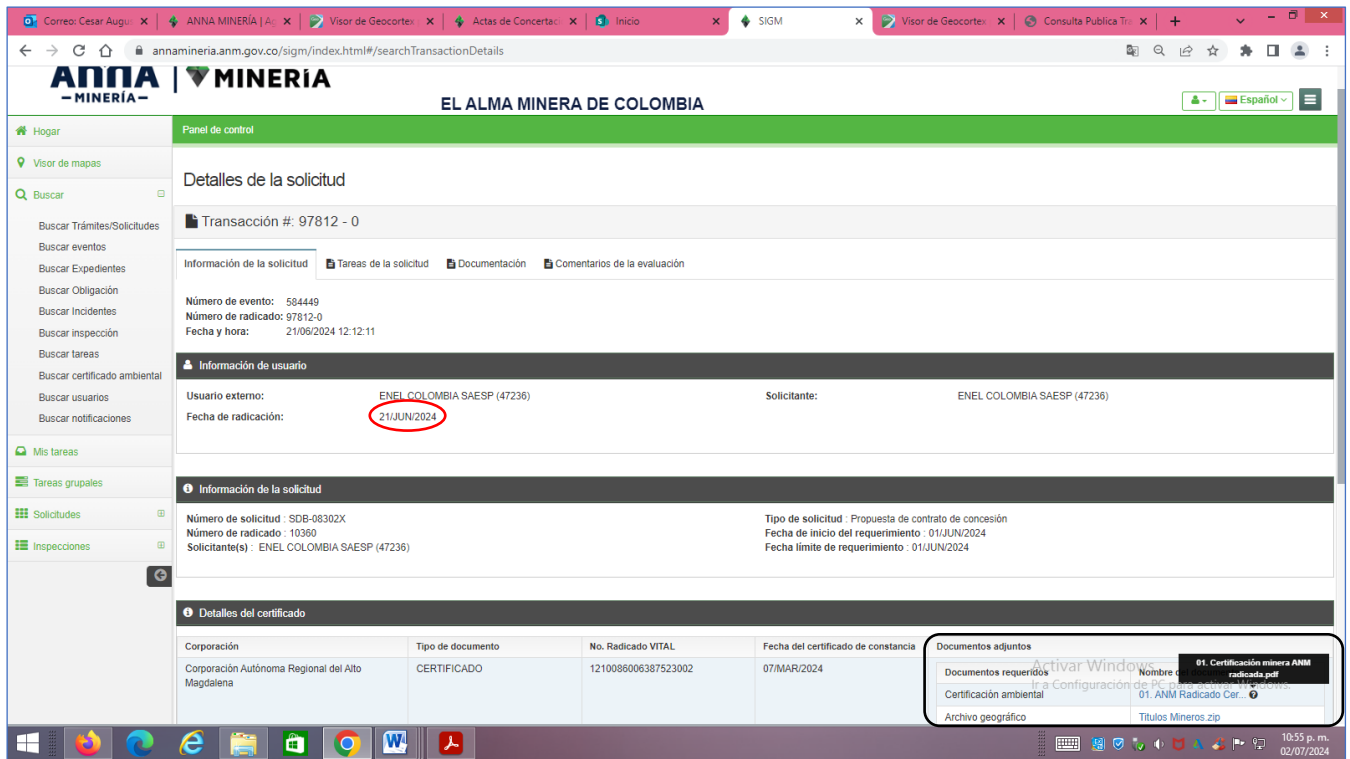 Correo: Cesar Augu
ANNA MINERÍA | Ag
Visor de Geocortex
Actas de Concertaci
Inicio
SIGM
Visor de Geocortex
Consulta Publica Tra
annamineria.anm.gov.co/sigm/index.html#/searchTransactionDetails
ANNA
–MINERÍA–
MINERÍA
EL ALMA MINERA DE COLOMBIA
Español
Hogar
Panel de control
Visor de mapas
Buscar
Buscar Trámites/Solicitudes
Buscar eventos
Buscar Expedientes
Buscar Obligación
Buscar Incidentes
Buscar inspección
Buscar tareas
Buscar certificado ambiental
Buscar usuarios
Buscar notificaciones
Mis tareas
Tareas grupales
Solicitudes
Inspecciones
Detalles de la solicitud
Transacción #: 97812 - 0
Información de la solicitud Tareas de la solicitud Documentación Comentarios de la evaluación
Número de evento: 584449
Número de radicado: 97812-0
Fecha y hora: 21/06/2024 12:12:11
Información de usuario
Usuario externo: ENEL COLOMBIA SAESP (47236) Solicitante: ENEL COLOMBIA SAESP (47236)
Fecha de radicación: 21/JUN/2024
Información de la solicitud
Número de solicitud : SDB-08302X Tipo de solicitud : Propuesta de contrato de concesión
Número de radicado : 10360 Fecha de inicio del requerimiento : 01/JUN/2024
Solicitante(s) : ENEL COLOMBIA SAESP (47236) Fecha límite de requerimiento : 01/JUN/2024
Detalles del certificado
Corporación Tipo de documento No. Radicado VITAL Fecha del certificado de constancia Documentos adjuntos
Corporación Autónoma Regional del Alto Magdalena CERTIFICADO 1210086006387523002 07/MAR/2024
Documentos requeridos Nombre
01. Certificación minera ANM
radicada.pdf
Certificación ambiental 01. ANM Radicado Cer...
Archivo geográfico Titulos Mineros.zip
Activar Windows
Ir a Configuración de PC para activar Windows.
10:55 p. m.
02/07/2024